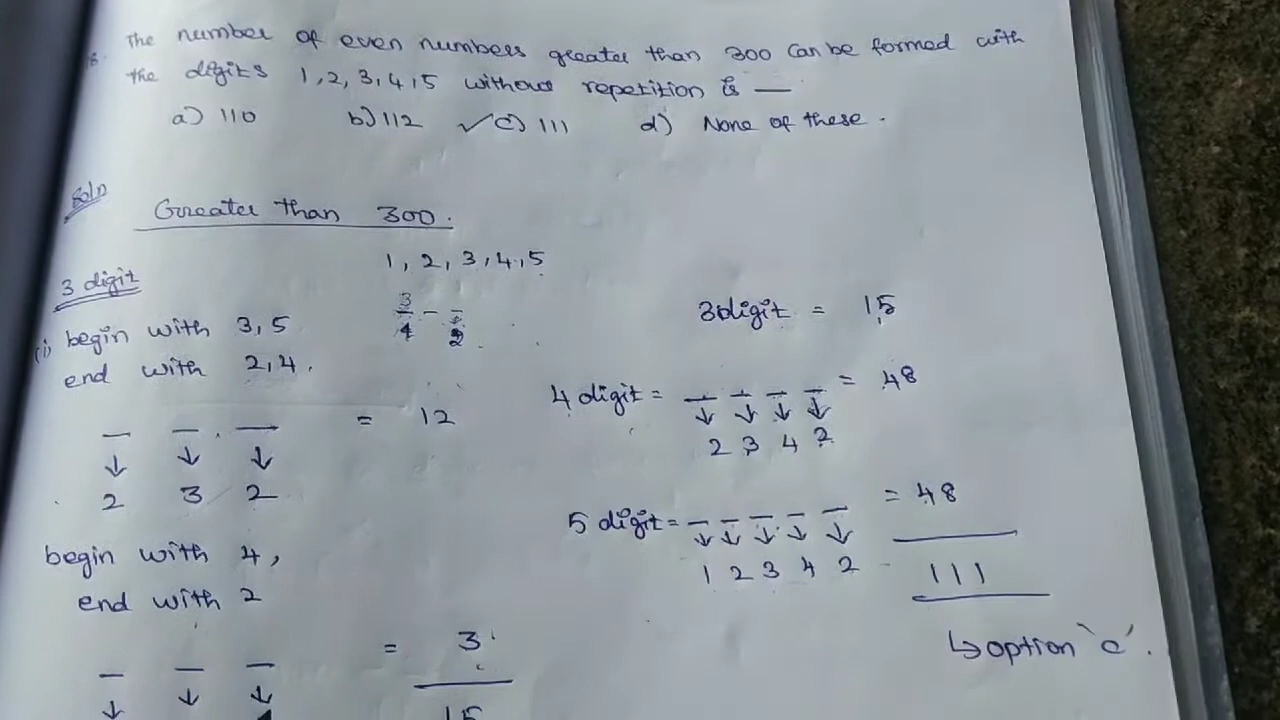 8. The number of even numbers greater than 300 can be formed with
the digits 1,2,3,4,5 without repetition is —
a) 110 b) 112 ✓c) 111 d) None of these.
Soln
Greater than 300.
1, 2, 3, 4, 5
3 digit
(i) begin with 3,5
end with 2,4.
= 12
2 3 2
begin with 4,
end with 2
= 3
15
3digit = 15
4 digit = = 48
2 3 4 2
5 digit = = 48
1 2 3 4 2
111
↳ option 'c'.